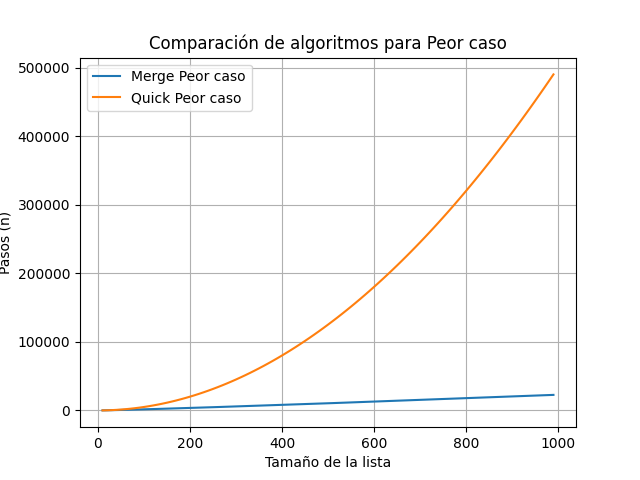 Comparación de algoritmos para Peor caso
Merge Peor caso
Quick Peor caso
500000
400000
300000
200000
100000
0
Pasos (n)
0 200 400 600 800 1000
Tamaño de la lista